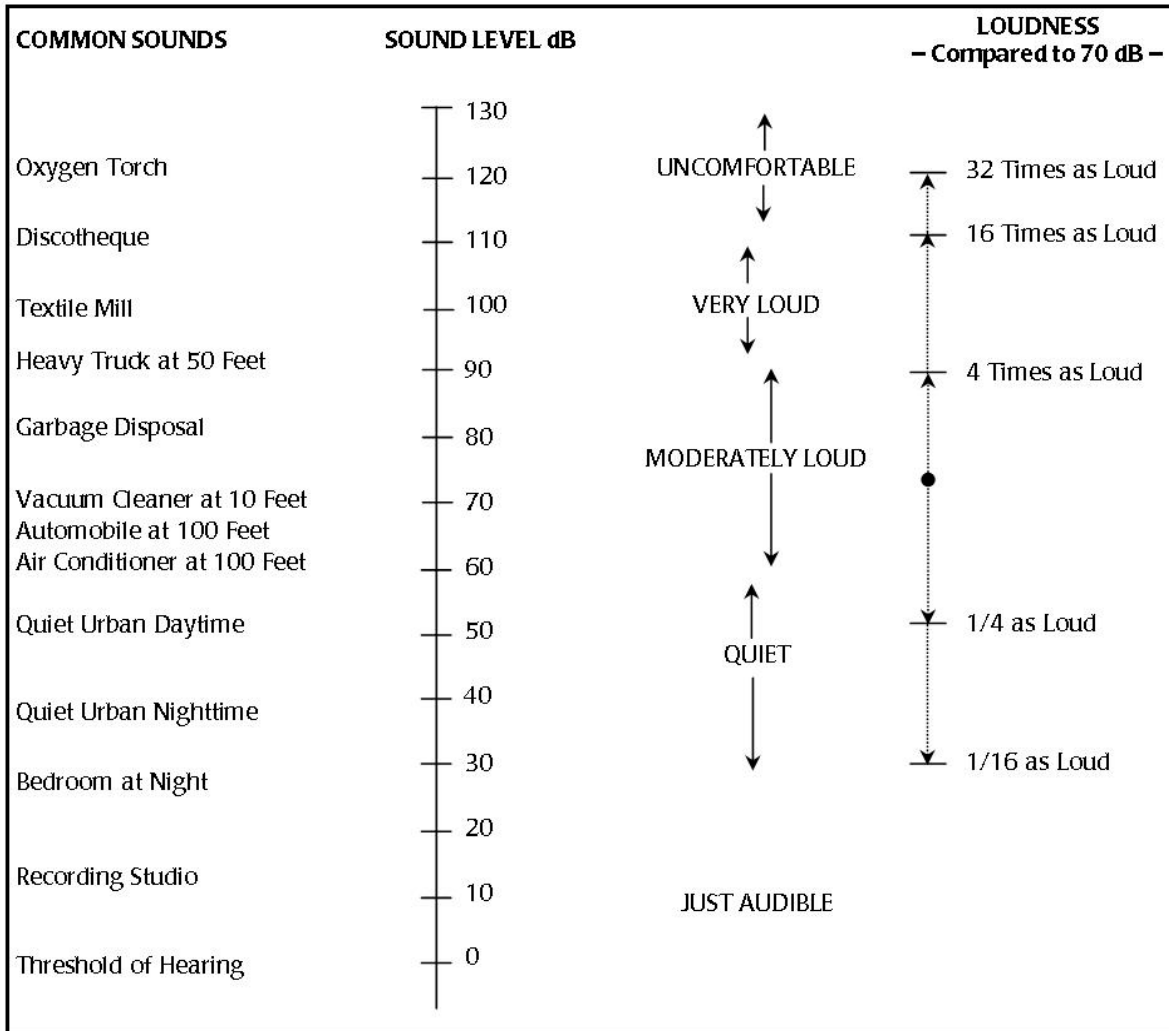 COMMON SOUNDS
SOUND LEVEL dB
LOUDNESS
– Compared to 70 dB –
130
Oxygen Torch
120
UNCOMFORTABLE
32 Times as Loud
Discotheque
110
16 Times as Loud
Textile Mill
100
VERY LOUD
Heavy Truck at 50 Feet
90
4 Times as Loud
Garbage Disposal
80
MODERATELY LOUD
Vacuum Cleaner at 10 Feet
70
Automobile at 100 Feet
Air Conditioner at 100 Feet
60
Quiet Urban Daytime
50
1/4 as Loud
QUIET
Quiet Urban Nighttime
40
Bedroom at Night
30
1/16 as Loud
20
Recording Studio
10
JUST AUDIBLE
Threshold of Hearing
0